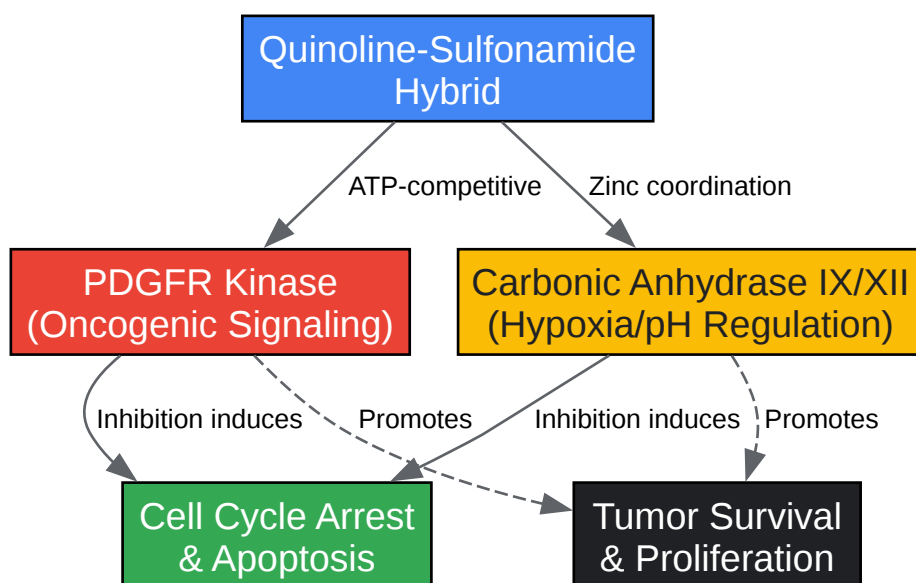 Quinoline-Sulfonamide
Hybrid
ATP-competitive
Zinc coordination
PDGFR Kinase
(Oncogenic Signaling)
Carbonic Anhydrase IX/XII
(Hypoxia/pH Regulation)
Inhibition induces
Promotes
Inhibition induces
Promotes
Cell Cycle Arrest
& Apoptosis
Tumor Survival
& Proliferation